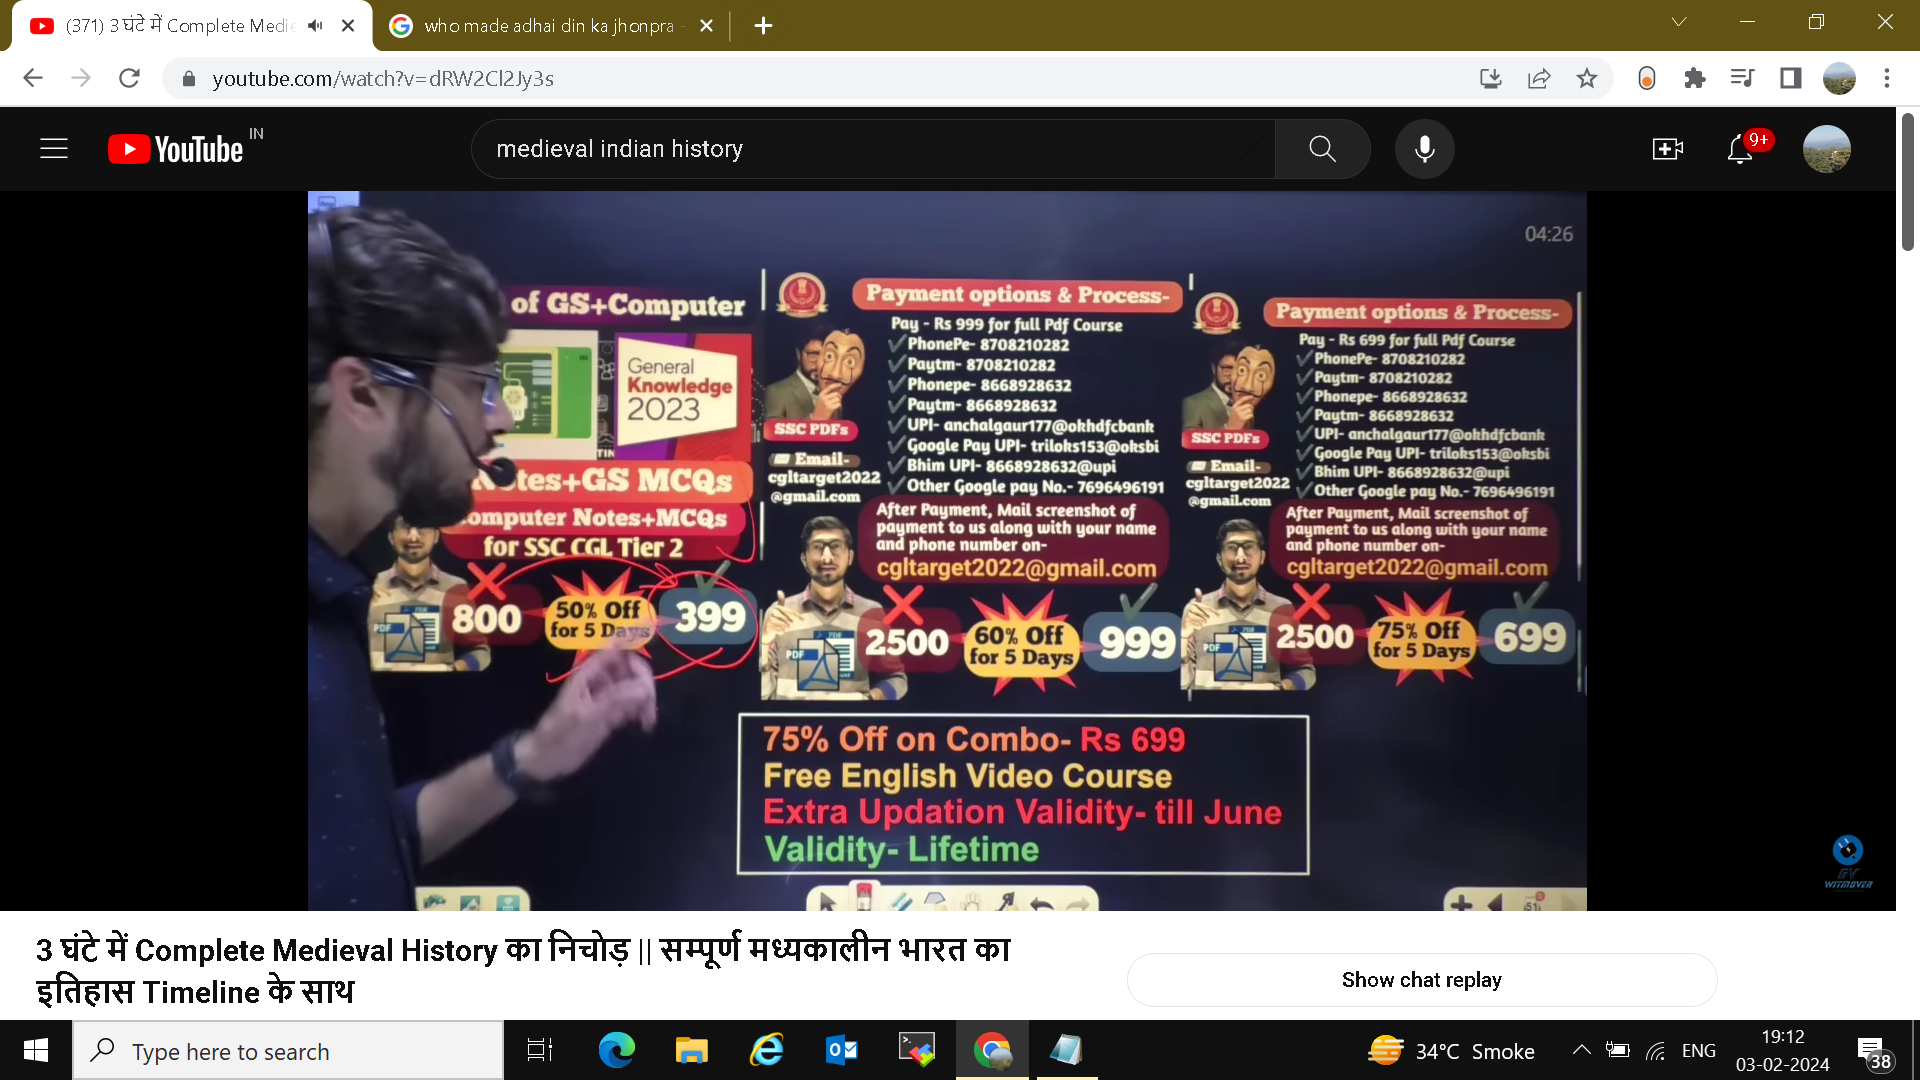 (371) 3 घंटे में Complete Medie
who made adhai din ka jhonpra -
youtube.com/watch?v=dRW2Cl2Jy3s
YouTube IN
medieval indian history
9+
04:26
of GS+Computer
General
Knowledge
2023
Notes+GS MCQs
omputer Notes+MCQs
for SSC CGL Tier 2
800
50% Off
for 5 Days
399
PDF
Payment options & Process-
Pay - Rs 999 for full Pdf Course
PhonePe- 8708210282
Paytm- 8708210282
Phonepe- 8668928632
Paytm- 8668928632
UPI- anchalgaur177@okhdfcbank
Google Pay UPI- triloks153@oksbi
Bhim UPI- 8668928632@upi
Other Google pay No.- 7696496191
SSC PDFs
Email-
cgltarget2022
@gmail.com
After Payment, Mail screenshot of
payment to us along with your name
and phone number on-
cgltarget2022@gmail.com
2500
60% Off
for 5 Days
999
PDF
Payment options & Process-
Pay - Rs 699 for full Pdf Course
PhonePe- 8708210282
Paytm- 8708210282
Phonepe- 8668928632
Paytm- 8668928632
UPI- anchalgaur177@okhdfcbank
Google Pay UPI- triloks153@oksbi
Bhim UPI- 8668928632@upi
Other Google pay No.- 7696496191
SSC PDFs
Email-
cgltarget2022
@gmail.com
After Payment, Mail screenshot of
payment to us along with your name
and phone number on-
cgltarget2022@gmail.com
2500
75% Off
for 5 Days
699
PDF
75% Off on Combo- Rs 699
Free English Video Course
Extra Updation Validity- till June
Validity- Lifetime
GV
WITMOVER
3 घंटे में Complete Medieval History का निचोड़ || सम्पूर्ण मध्यकालीन भारत का
इतिहास Timeline के साथ
Show chat replay
Type here to search
34°C Smoke
ENG
19:12
03-02-2024
38